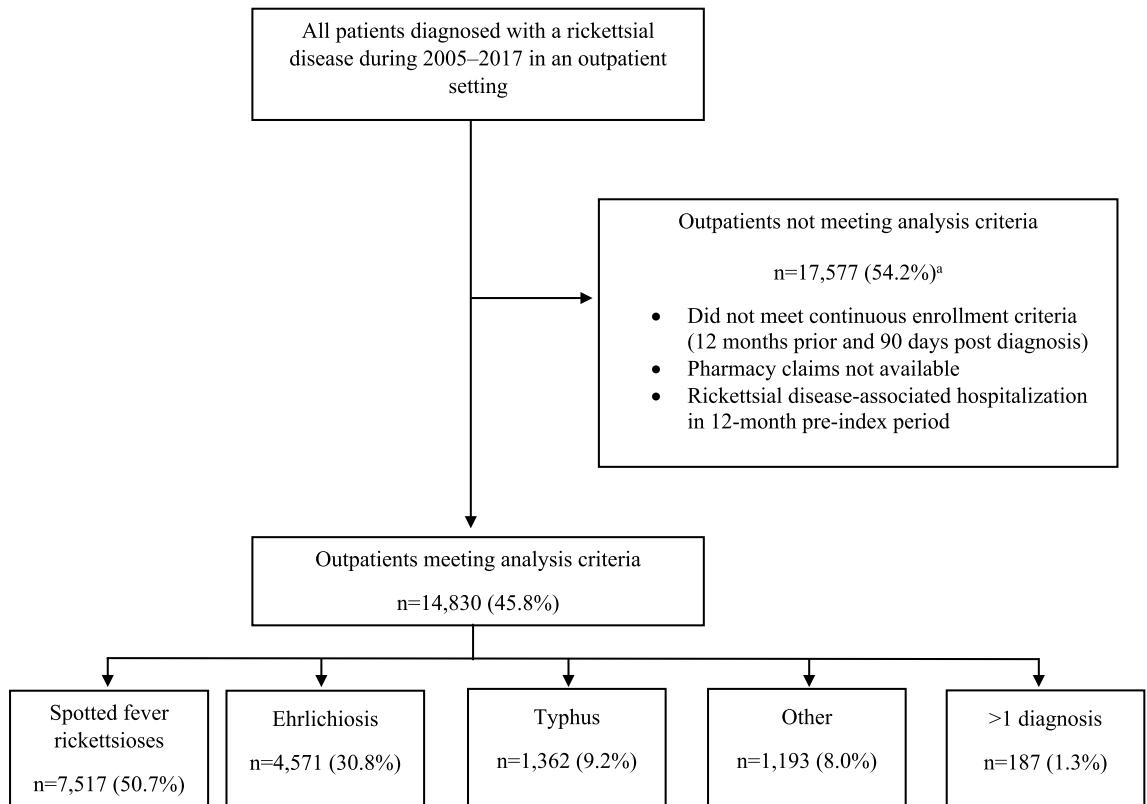 All patients diagnosed with a rickettsial
disease during 2005–2017 in an outpatient
setting
Outpatients not meeting analysis criteria
n=17,577 (54.2%)ᵃ
• Did not meet continuous enrollment criteria
(12 months prior and 90 days post diagnosis)
• Pharmacy claims not available
• Rickettsial disease-associated hospitalization
in 12-month pre-index period
Outpatients meeting analysis criteria
n=14,830 (45.8%)
Spotted fever
rickettsioses
n=7,517 (50.7%)
Ehrlichiosis
n=4,571 (30.8%)
Typhus
n=1,362 (9.2%)
Other
n=1,193 (8.0%)
>1 diagnosis
n=187 (1.3%)